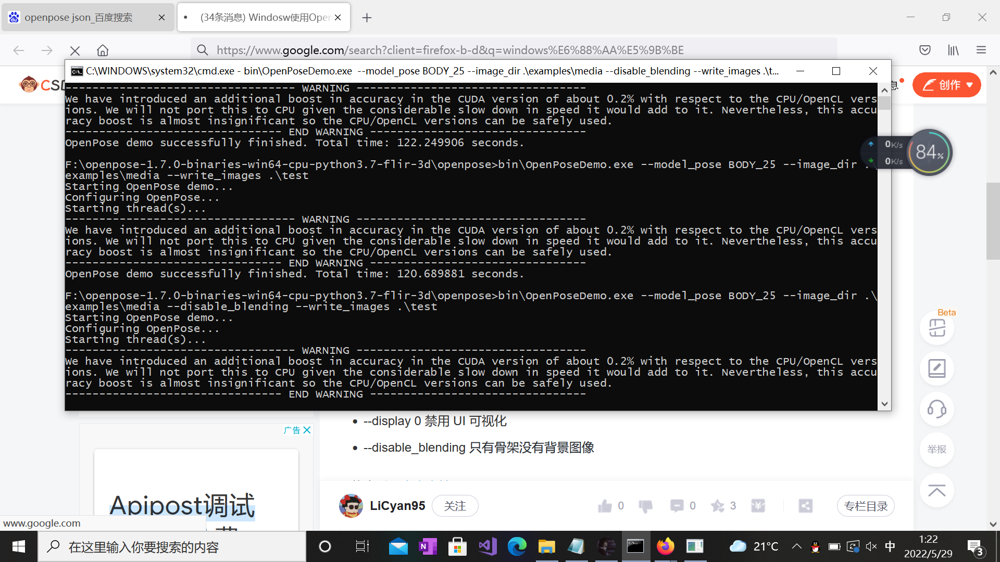 openpose json_百度搜索
(34条消息) Windosw使用Open
https://www.google.com/search?client=firefox-b-d&q=windows%E6%88%AA%E5%9B%BE
C:\WINDOWS\system32\cmd.exe - bin\OpenPoseDemo.exe  --model_pose BODY_25 --image_dir .\examples\media --disable_blending --write_images .\t...
CSD
息
创作
---------------------------------- WARNING ----------------------------------
We have introduced an additional boost in accuracy in the CUDA version of about 0.2% with respect to the CPU/OpenCL vers
ions. We will not port this to CPU given the considerable slow down in speed it would add to it. Nevertheless, this accu
racy boost is almost insignificant so the CPU/OpenCL versions can be safely used.
-------------------------------- END WARNING --------------------------------
OpenPose demo successfully finished. Total time: 122.249906 seconds.
0K/s
84%
0K/s
F:\openpose-1.7.0-binaries-win64-cpu-python3.7-flir-3d\openpose>bin\OpenPoseDemo.exe --model_pose BODY_25 --image_dir .\
examples\media --write_images .\test
Starting OpenPose demo...
Configuring OpenPose...
Starting thread(s)...
---------------------------------- WARNING ----------------------------------
We have introduced an additional boost in accuracy in the CUDA version of about 0.2% with respect to the CPU/OpenCL vers
ions. We will not port this to CPU given the considerable slow down in speed it would add to it. Nevertheless, this accu
racy boost is almost insignificant so the CPU/OpenCL versions can be safely used.
-------------------------------- END WARNING --------------------------------
OpenPose demo successfully finished. Total time: 120.689881 seconds.
F:\openpose-1.7.0-binaries-win64-cpu-python3.7-flir-3d\openpose>bin\OpenPoseDemo.exe --model_pose BODY_25 --image_dir .\
examples\media --disable_blending --write_images .\test
Starting OpenPose demo...
Configuring OpenPose...
Starting thread(s)...
---------------------------------- WARNING ----------------------------------
We have introduced an additional boost in accuracy in the CUDA version of about 0.2% with respect to the CPU/OpenCL vers
ions. We will not port this to CPU given the considerable slow down in speed it would add to it. Nevertheless, this accu
racy boost is almost insignificant so the CPU/OpenCL versions can be safely used.
-------------------------------- END WARNING --------------------------------
Beta
举报
• --display 0 禁用 UI 可视化
• --disable_blending 只有骨架没有背景图像
广告
Apipost调试
LiCyan95
关注
0
0
3
专栏目录
www.google.com
在这里输入你要搜索的内容
21°C
中
1:22
2022/5/29
3